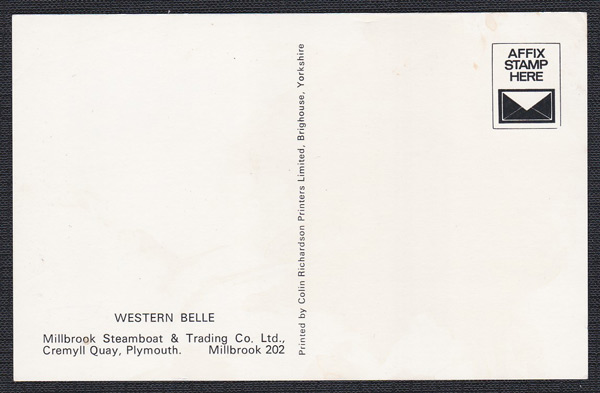 AFFIX
STAMP
HERE
Printed by Colin Richardson Printers Limited, Brighouse, Yorkshire
WESTERN BELLE
Millbrook Steamboat & Trading Co. Ltd.,
Cremyll Quay, Plymouth. Millbrook 202